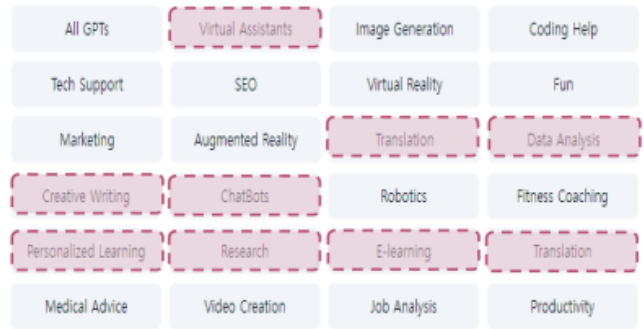 All GPTs Virtual Assistants Image Generation Coding Help
Tech Support SEO Virtual Reality Fun
Marketing Augmented Reality Translation Data Analysis
Creative Writing ChatBots Robotics Fitness Coaching
Personalized Learning Research E-learning Translation
Medical Advice Video Creation Job Analysis Productivity